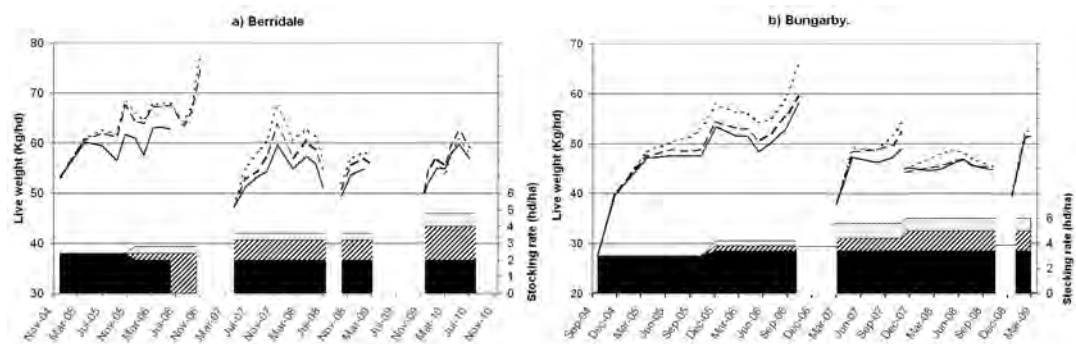 a) Berridale
Live weight (Kg/hd)
80
70
60
50
40
30
Stocking rate (hd/ha)
6
5
4
3
2
1
0
Nov-04
Mar-05
Jul-05
Nov-05
Mar-06
Jul-06
Nov-06
Mar-07
Jul-07
Nov-07
Mar-08
Jul-08
Nov-08
Mar-09
Jul-09
Nov-09
Mar-10
Jul-10
Nov-10
b) Bungarby.
Live weight (Kg/hd)
70
60
50
40
30
20
Stocking rate (hd/ha)
6
4
2
0
Sep-04
Dec-04
Mar-05
Jun-05
Sep-05
Dec-05
Mar-06
Jun-06
Sep-06
Dec-06
Mar-07
Jun-07
Sep-07
Dec-07
Mar-08
Jun-08
Sep-08
Dec-08
Mar-09